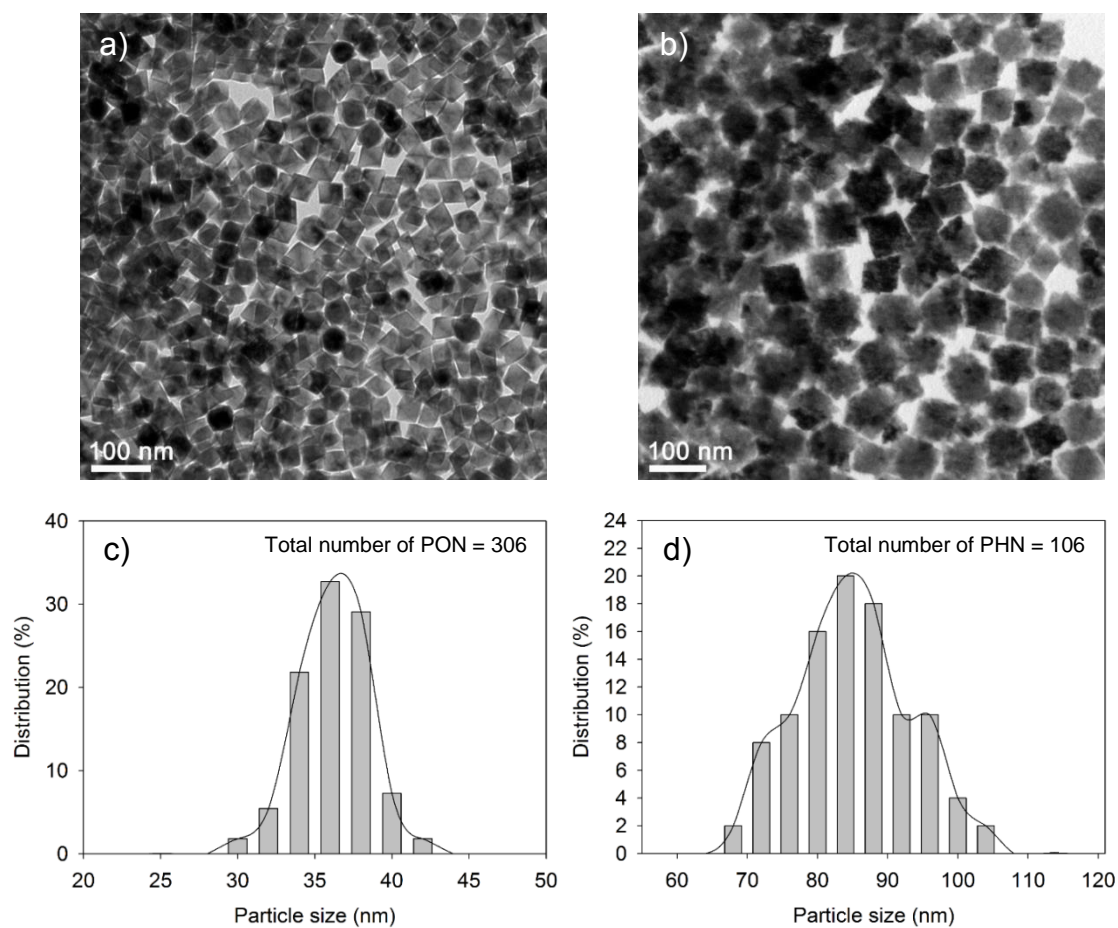 a)
100 nm
b)
100 nm
c)
Total number of PON = 306
Distribution (%)
40
30
20
10
0
20 25 30 35 40 45 50
Particle size (nm)
d)
Total number of PHN = 106
Distribution (%)
24
22
20
18
16
14
12
10
8
6
4
2
0
60 70 80 90 100 110 120
Particle size (nm)